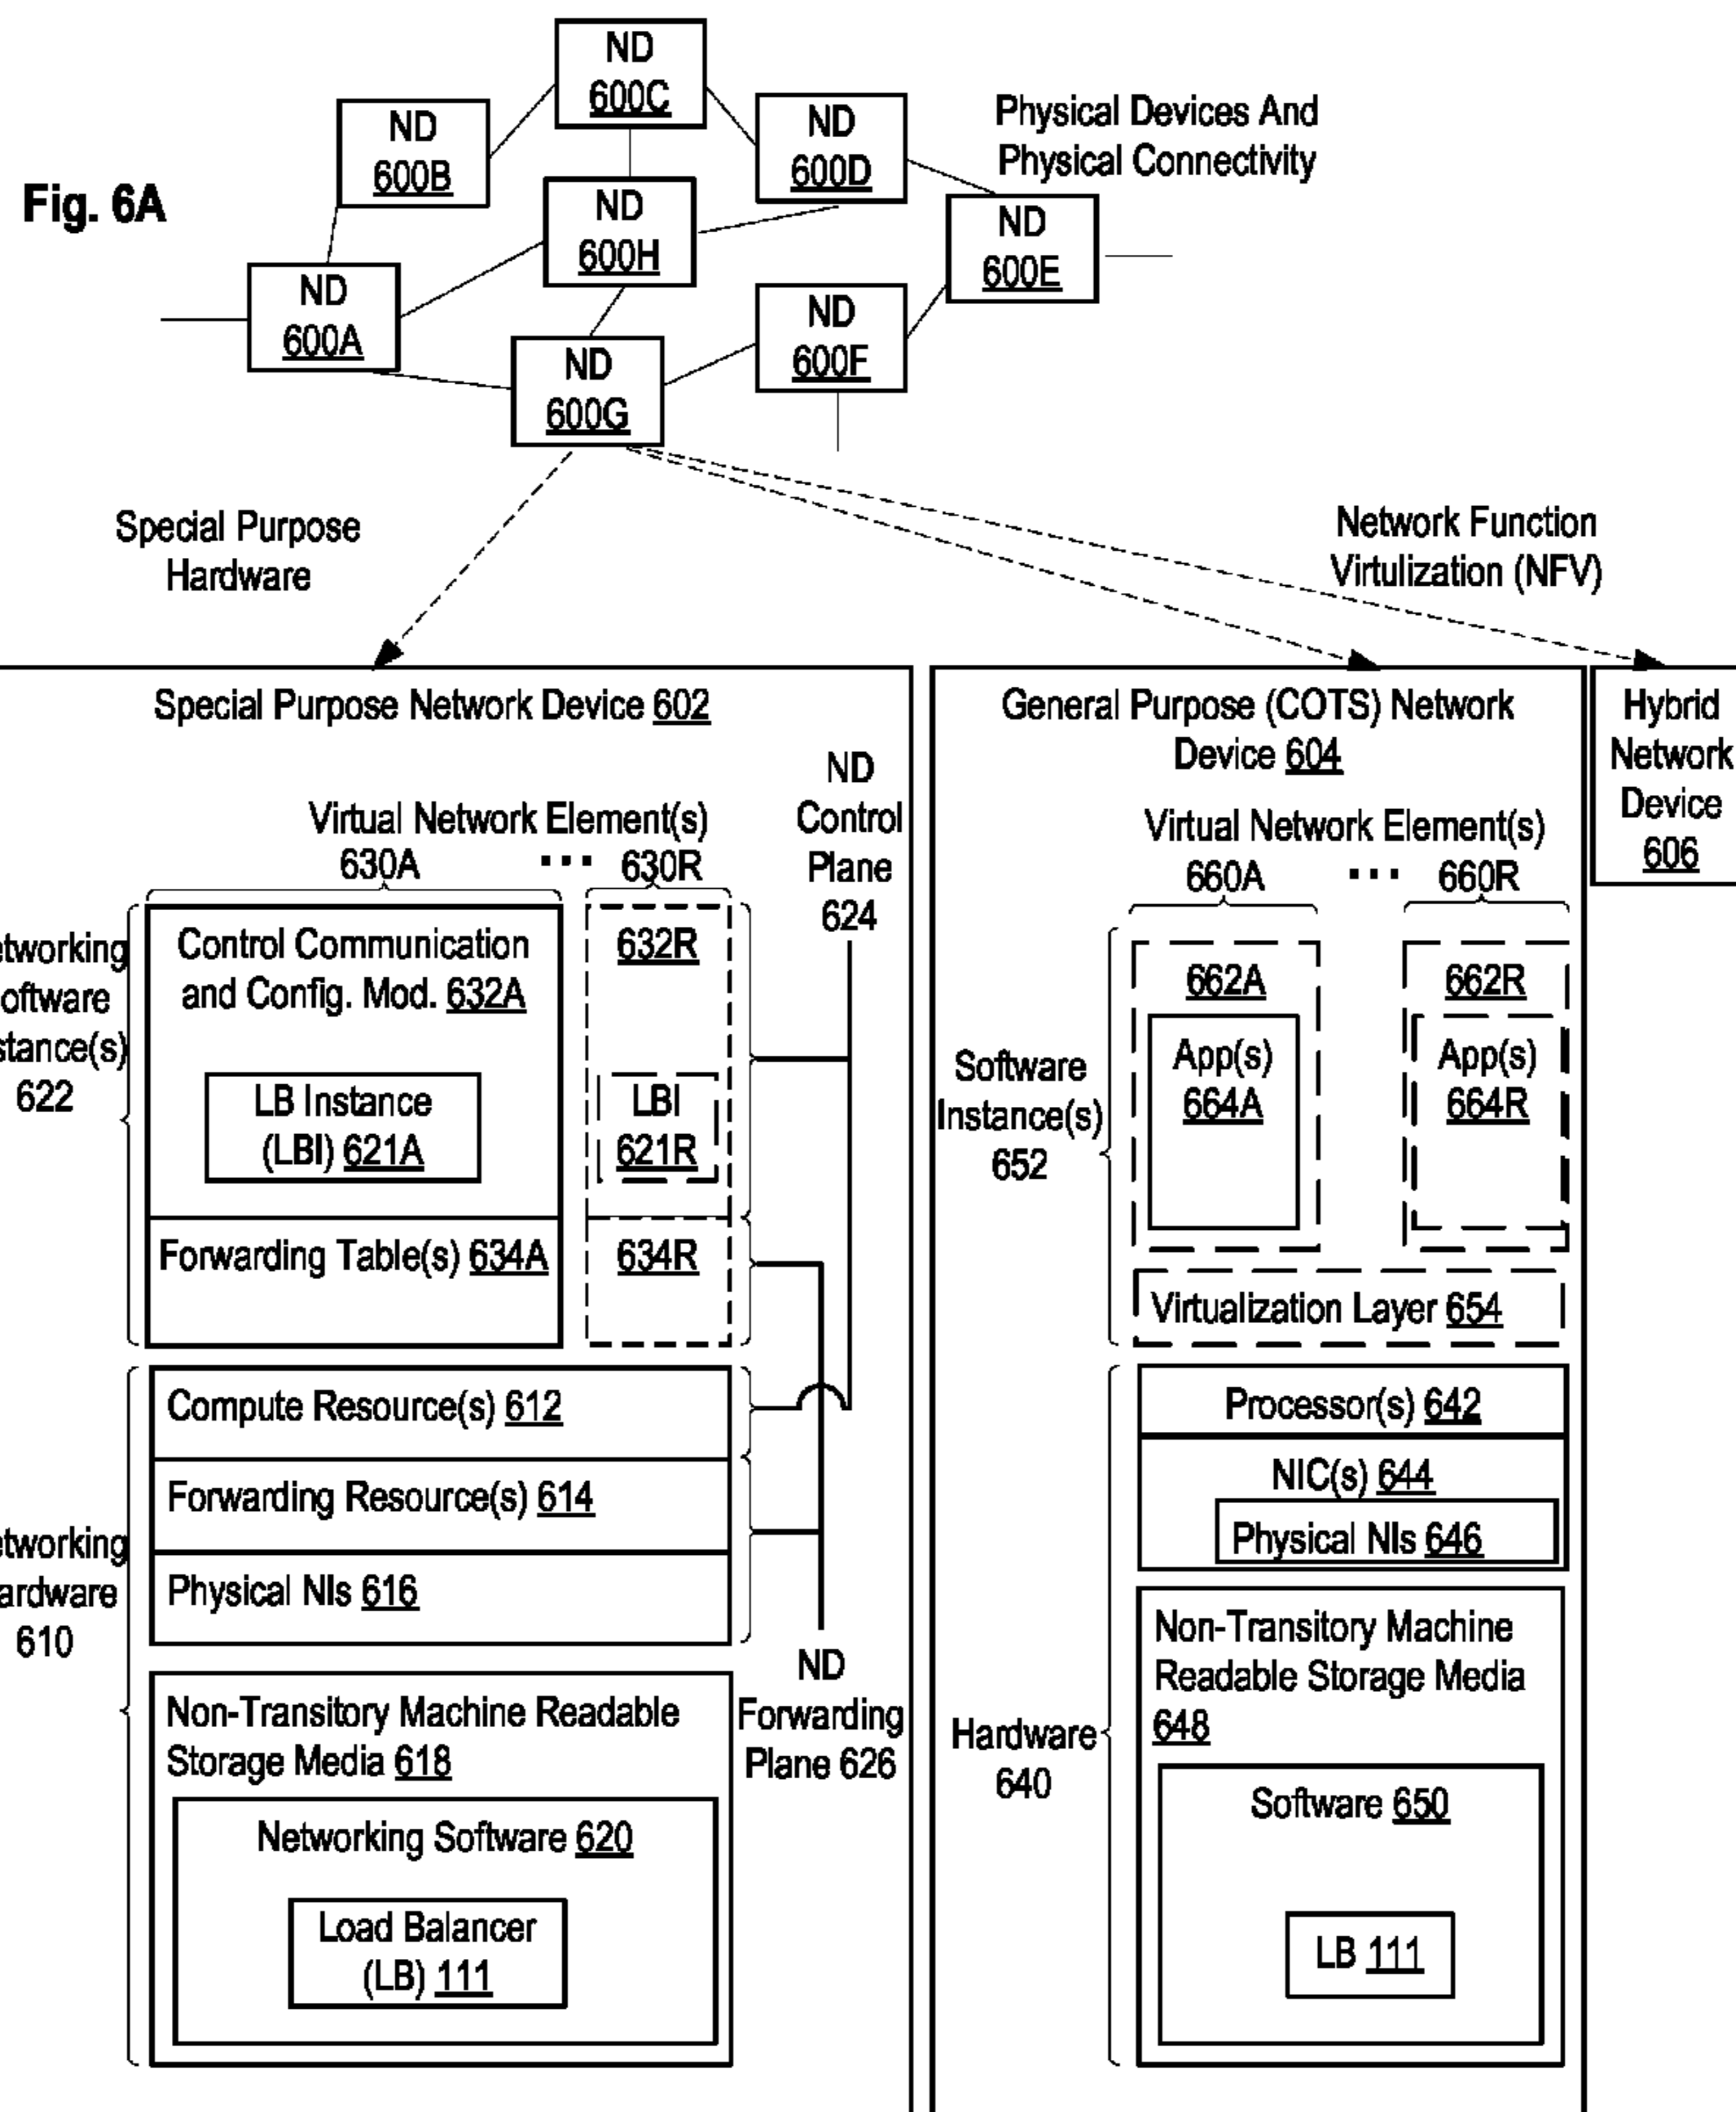 Fig. 6A
ND
600C
ND
600B
ND
600D
Physical Devices And
Physical Connectivity
ND
600H
ND
600E
ND
600A
ND
600F
ND
600G
Special Purpose
Hardware
Network Function
Virtulization (NFV)
Special Purpose Network Device 602
ND
Control
Plane
624
Virtual Network Element(s)
630A ... 630R
etworking
oftware
stance(s)
622
Control Communication
and Config. Mod. 632A
LB Instance
(LBI) 621A
Forwarding Table(s) 634A
632R
LBI
621R
634R
etworking
ardware
610
Compute Resource(s) 612
Forwarding Resource(s) 614
Physical NIs 616
ND
Forwarding
Plane 626
Non-Transitory Machine Readable
Storage Media 618
Networking Software 620
Load Balancer
(LB) 111
General Purpose (COTS) Network
Device 604
Virtual Network Element(s)
660A ... 660R
Software
Instance(s)
652
662A
App(s)
664A
662R
App(s)
664R
Virtualization Layer 654
Hardware
640
Processor(s) 642
NIC(s) 644
Physical NIs 646
Non-Transitory Machine
Readable Storage Media
648
Software 650
LB 111
Hybrid
Network
Device
606